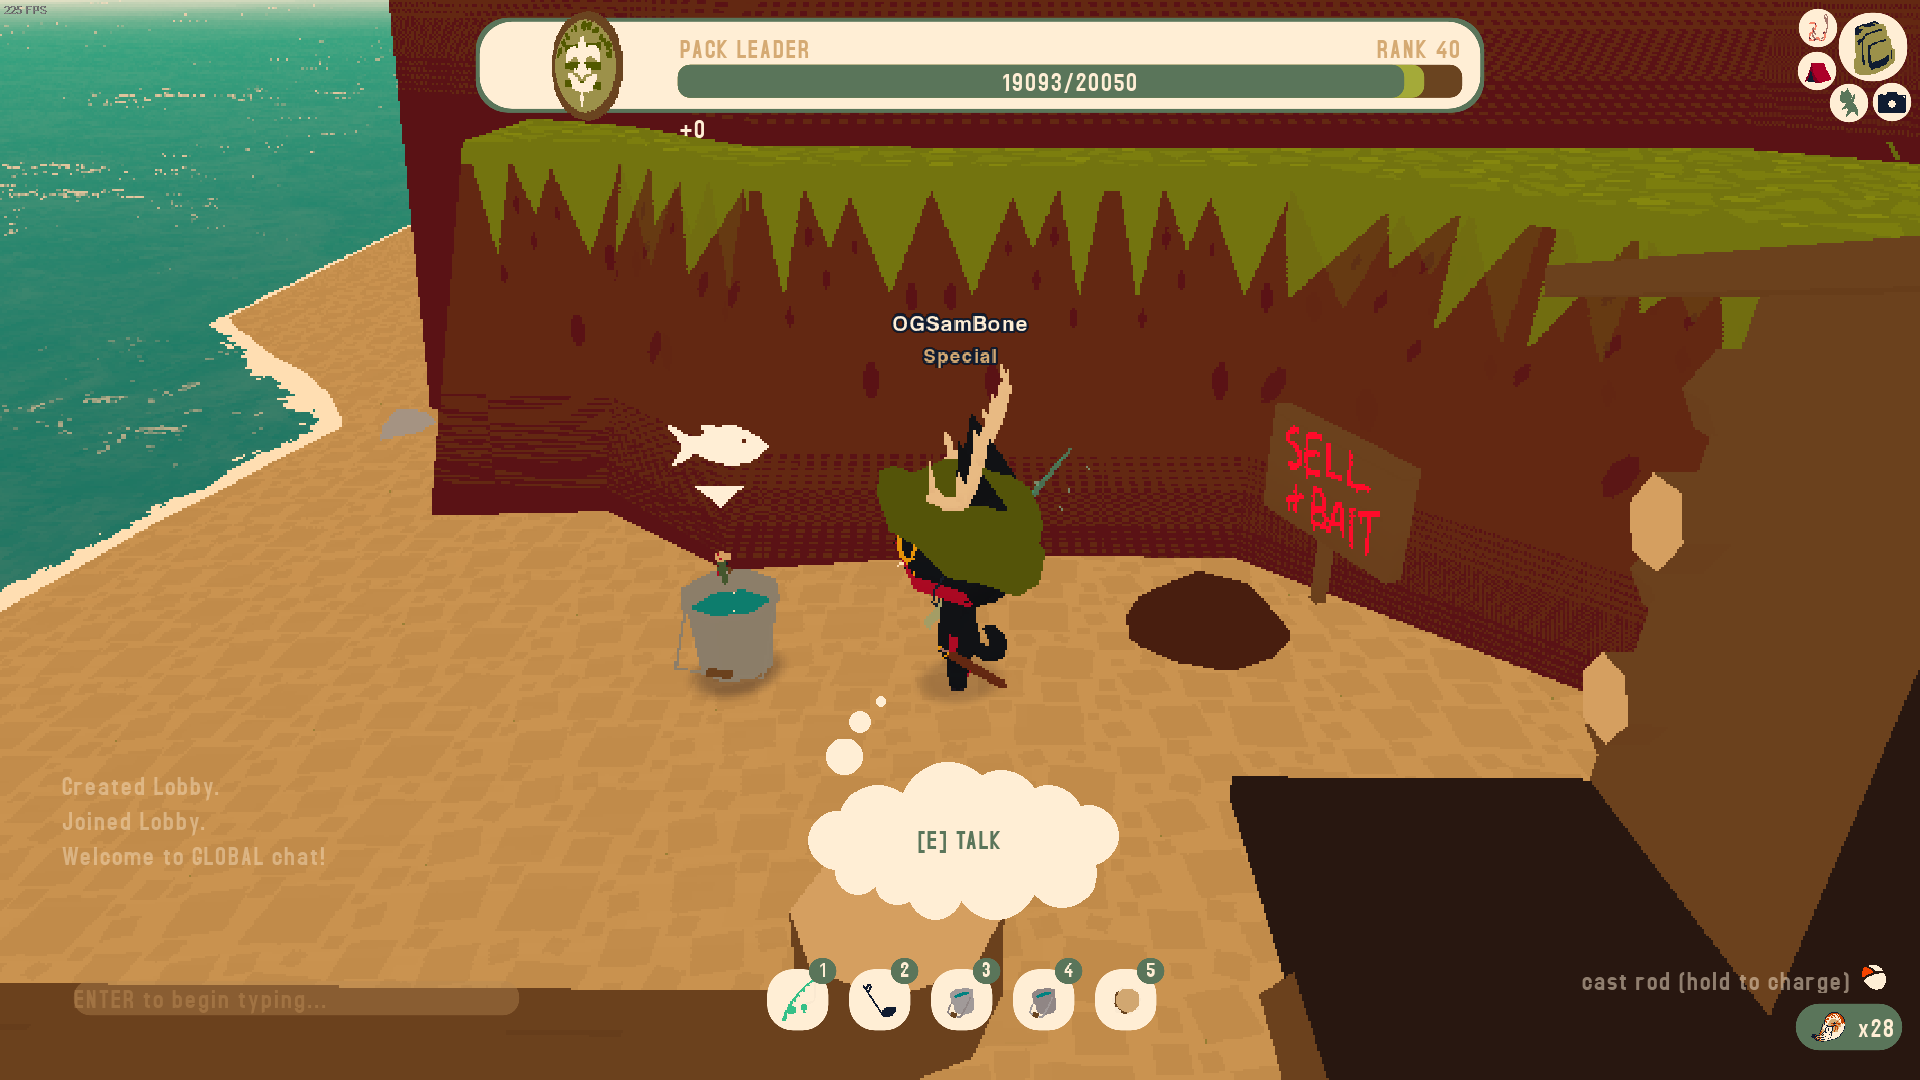 225 FPS
PACK LEADER
RANK 40
19093/20050
+0
OGSamBone
Special
SELL
+ BAIT
Created Lobby.
Joined Lobby.
Welcome to GLOBAL chat!
[E] TALK
ENTER to begin typing...
1
2
3
4
5
cast rod (hold to charge)
x28